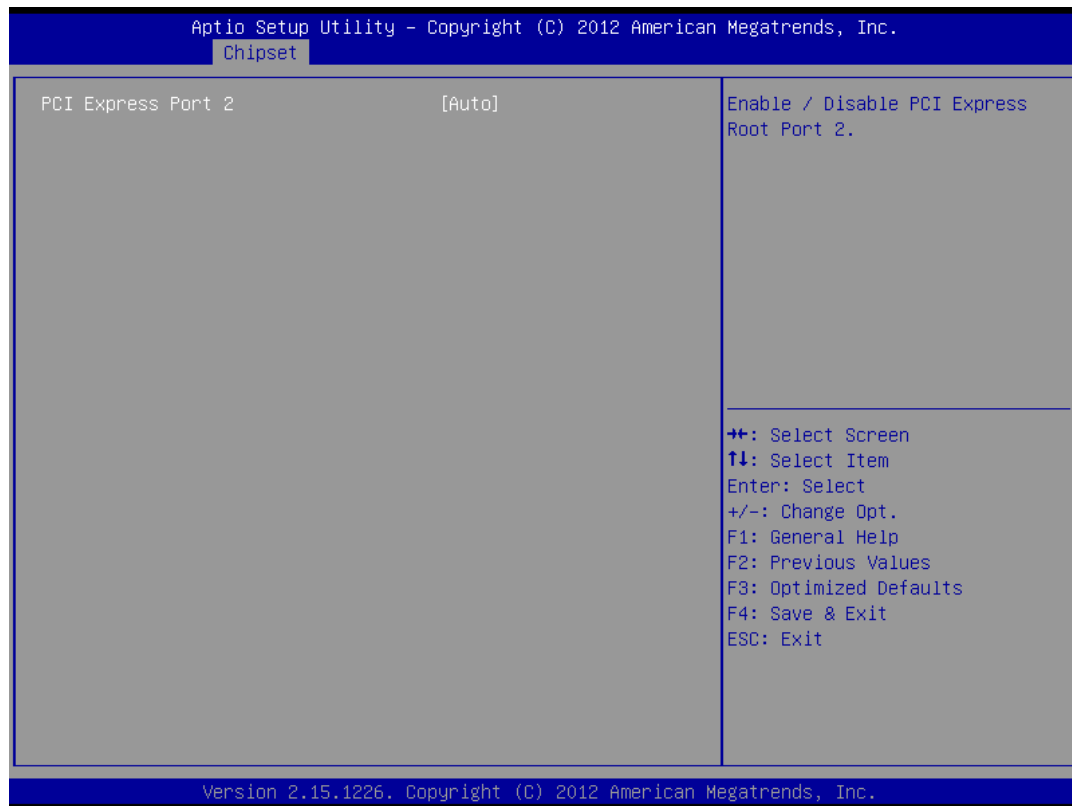 Aptio Setup Utility – Copyright (C) 2012 American Megatrends, Inc.
Chipset
PCI Express Port 2 [Auto]
Enable / Disable PCI Express
Root Port 2.
→←: Select Screen
↑↓: Select Item
Enter: Select
+/-: Change Opt.
F1: General Help
F2: Previous Values
F3: Optimized Defaults
F4: Save & Exit
ESC: Exit
Version 2.15.1226. Copyright (C) 2012 American Megatrends, Inc.